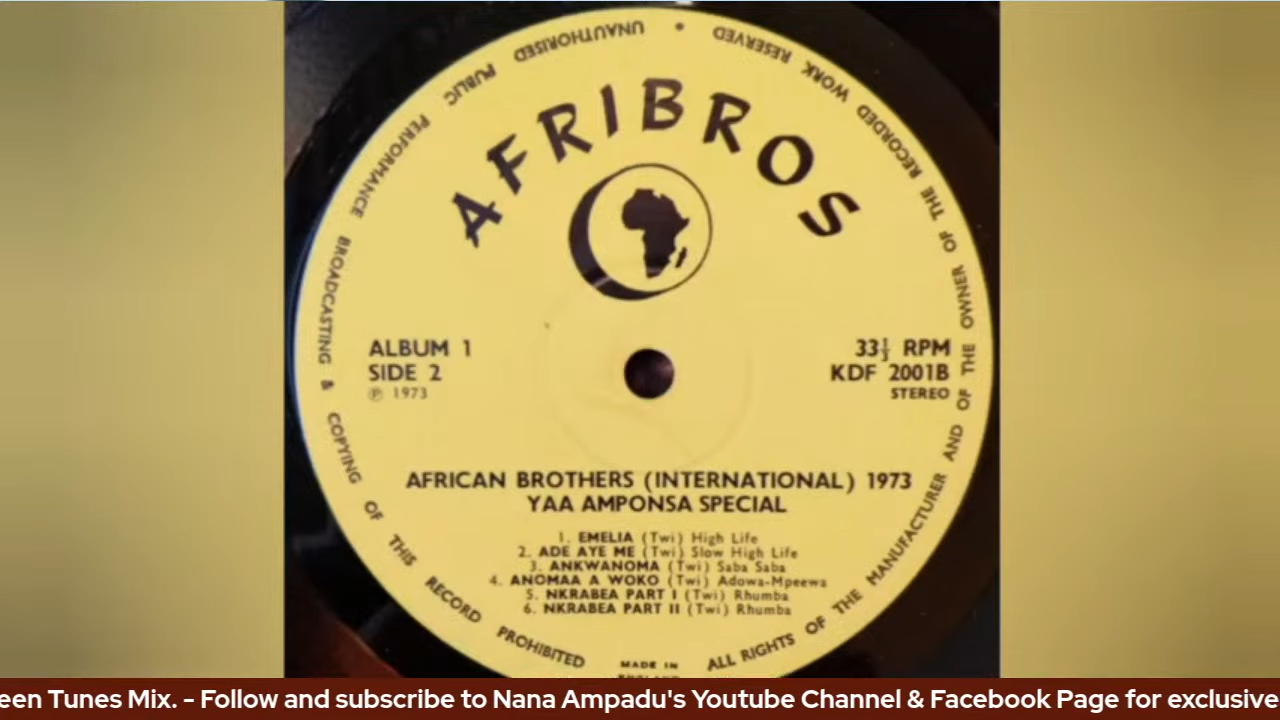 AFRIBROS
UNAUTHORISED PUBLIC PERFORMANCE BROADCASTING & COPYING OF THIS RECORD PROHIBITED
ALL RIGHTS OF THE MANUFACTURER AND OF THE OWNER OF THE RECORDED WORK RESERVED
ALBUM 1
SIDE 2
℗ 1973
33⅓ RPM
KDF 2001B
STEREO
AFRICAN BROTHERS (INTERNATIONAL) 1973
YAA AMPONSA SPECIAL
1. EMELIA (Twi) High Life
2. ADE AYE ME (Twi) Slow High Life
3. ANKWANOMA (Twi) Saba Saba
4. ANOMAA A WOKO (Twi) Adowa-Mpeewa
5. NKRABEA PART I (Twi) Rhumba
6. NKRABEA PART II (Twi) Rhumba
MADE IN
een Tunes Mix. - Follow and subscribe to Nana Ampadu's Youtube Channel & Facebook Page for exclusive